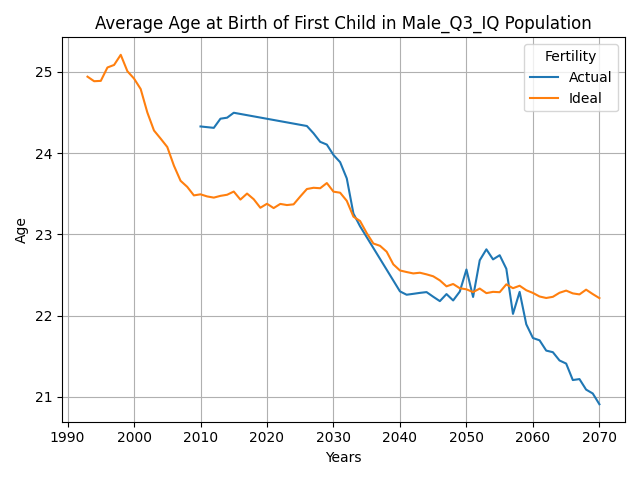 Average Age at Birth of First Child in Male_Q3_IQ Population
Fertility
Actual
Ideal
25
24
23
22
21
Age
1990
2000
2010
2020
2030
2040
2050
2060
2070
Years